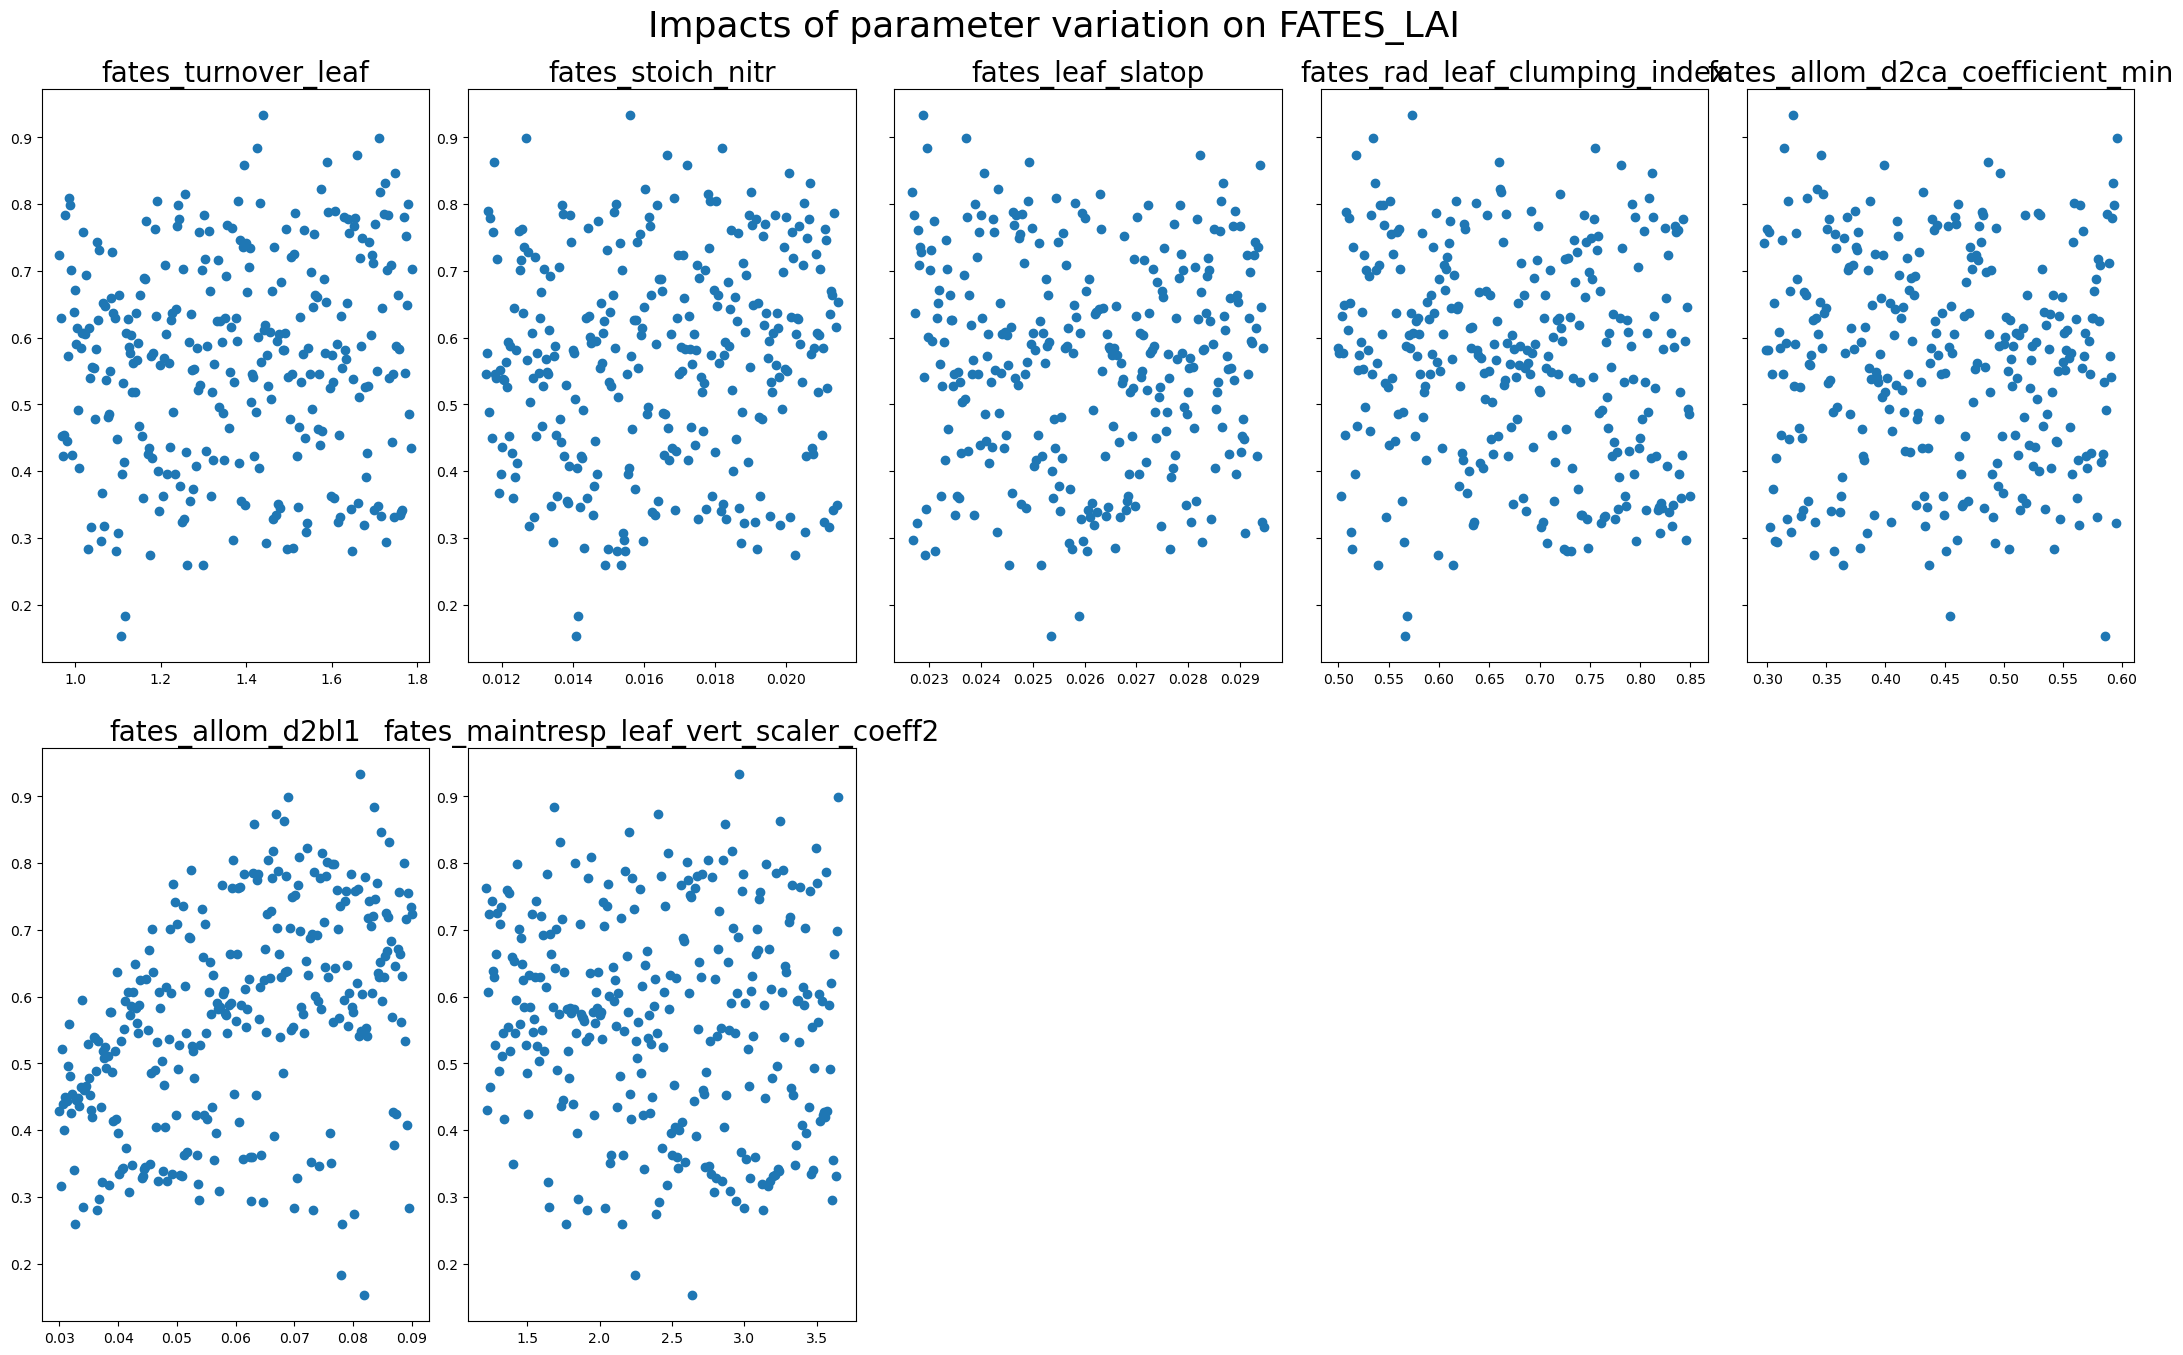 Impacts of parameter variation on FATES_LAI
fates_turnover_leaf
fates_stoich_nitr
fates_leaf_slatop
fates_rad_leaf_clumping_index
fates_allom_d2ca_coefficient_min
0.9
0.8
0.7
0.6
0.5
0.4
0.3
0.2
1.0 1.2 1.4 1.6 1.8
0.012 0.014 0.016 0.018 0.020
0.023 0.024 0.025 0.026 0.027 0.028 0.029
0.50 0.55 0.60 0.65 0.70 0.75 0.80 0.85
0.30 0.35 0.40 0.45 0.50 0.55 0.60
fates_allom_d2bl1
fates_maintresp_leaf_vert_scaler_coeff2
0.9
0.8
0.7
0.6
0.5
0.4
0.3
0.2
0.03 0.04 0.05 0.06 0.07 0.08 0.09
1.5 2.0 2.5 3.0 3.5